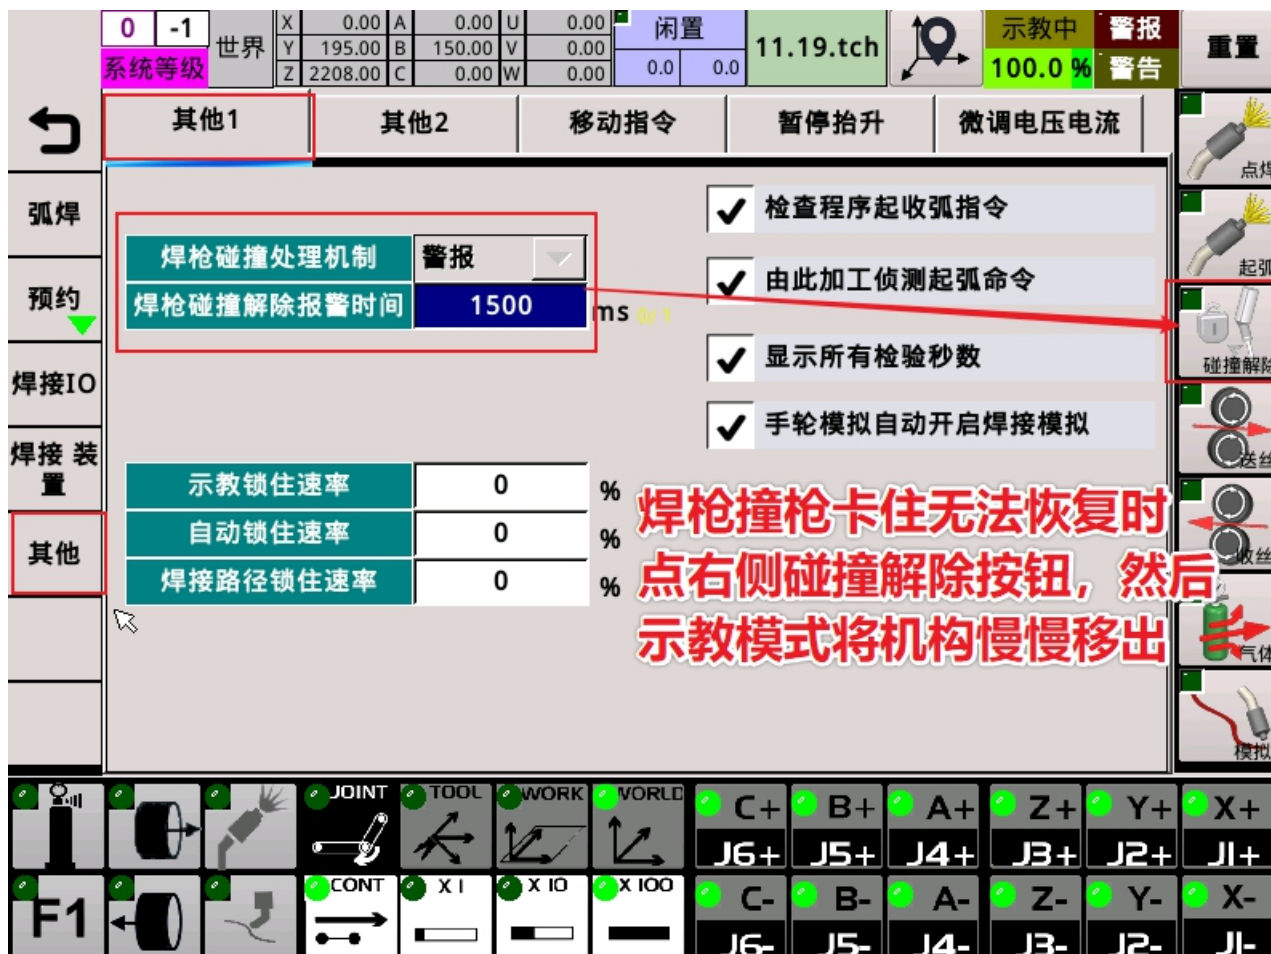 0 -1
系统等级
世界
X 0.00 A 0.00 U 0.00
Y 195.00 B 150.00 V 0.00
Z 2208.00 C 0.00 W 0.00
闲置
0.0 0.0
11.19.tch
示教中 警报
100.0 % 警告
重置
其他1 其他2 移动指令 暂停抬升 微调电压电流
弧焊
预约
焊接IO
焊接 装
置
其他
焊枪碰撞处理机制 警报
焊枪碰撞解除报警时间 1500 ms
检查程序起收弧指令
由此加工侦测起弧命令
显示所有检验秒数
手轮模拟自动开启焊接模拟
示教锁住速率 0 %
自动锁住速率 0 %
焊接路径锁住速率 0 %
焊枪撞枪卡住无法恢复时
点右侧碰撞解除按钮，然后
示教模式将机构慢慢移出
点焊
起弧
碰撞解除
送丝
收丝
气体
模拟
JOINT TOOL WORK WORLD C+ B+ A+ Z+ Y+ X+
J6+ J5+ J4+ J3+ J2+ J1+
F1 CONT X 1 X 10 X 100 C- B- A- Z- Y- X-
J6- J5- J4- J3- J2- J1-